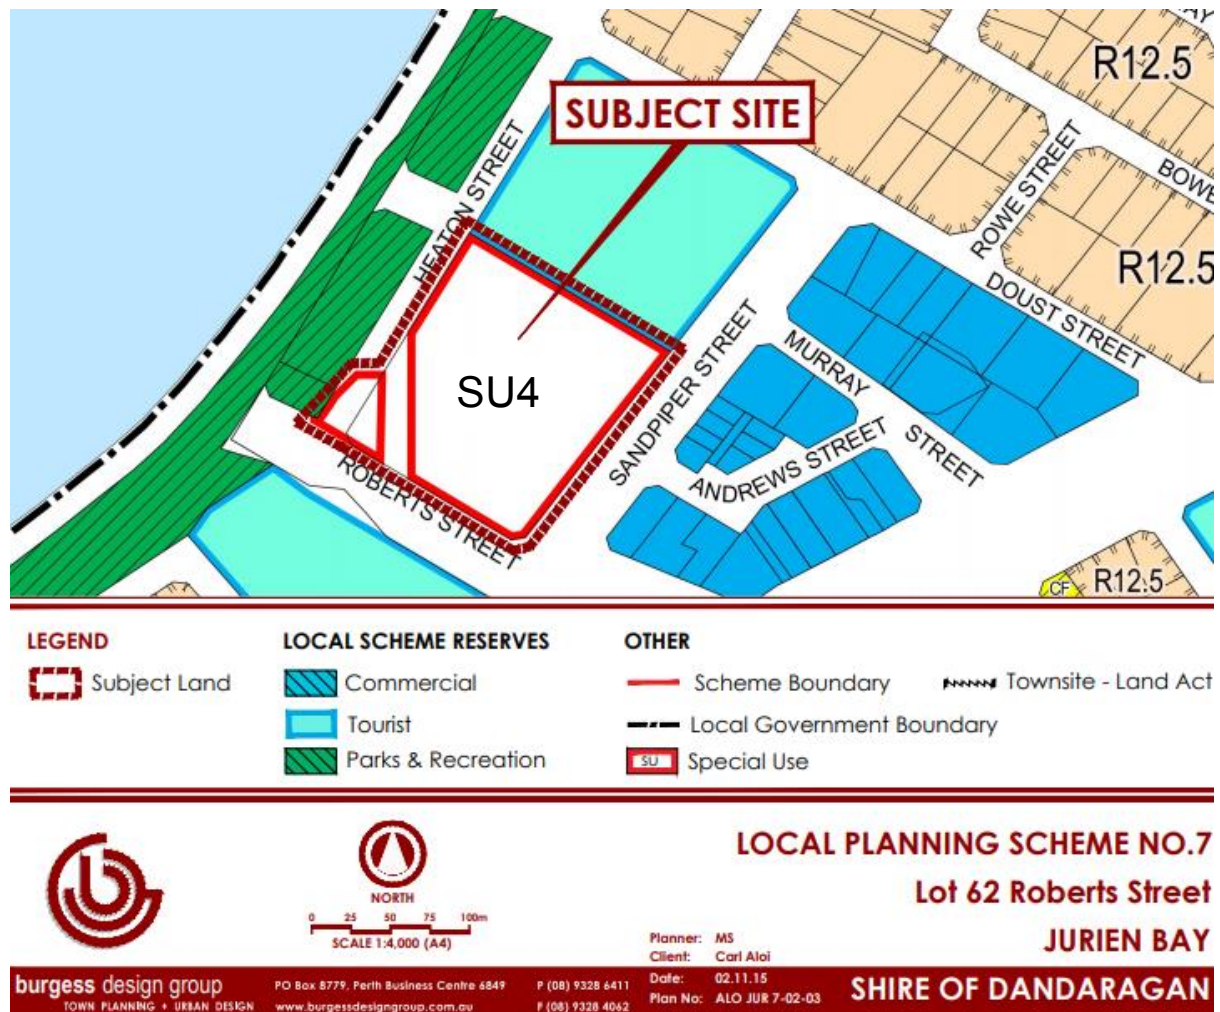 R12.5
SUBJECT SITE
HEATON STREET
ROWE STREET
R12.5
DOUST STREET
SANDPIPER STREET
MURRAY STREET
ANDREWS STREET
SU4
ROBERTS STREET
CF
R12.5
LEGEND
Subject Land
LOCAL SCHEME RESERVES
Commercial
Tourist
Parks & Recreation
OTHER
Scheme Boundary
Townsite - Land Act
Local Government Boundary
SU
Special Use
NORTH
0 25 50 75 100m
SCALE 1:4,000 (A4)
LOCAL PLANNING SCHEME NO.7
Lot 62 Roberts Street
JURIEN BAY
Planner: MS
Client: Carl Aloi
Date: 02.11.15
Plan No: ALO JUR 7-02-03
SHIRE OF DANDARAGAN
burgess design group
TOWN PLANNING + URBAN DESIGN
PO Box 8779, Perth Business Centre 6849
www.burgessdesigngroup.com.au
P (08) 9328 6411
F (08) 9328 4062